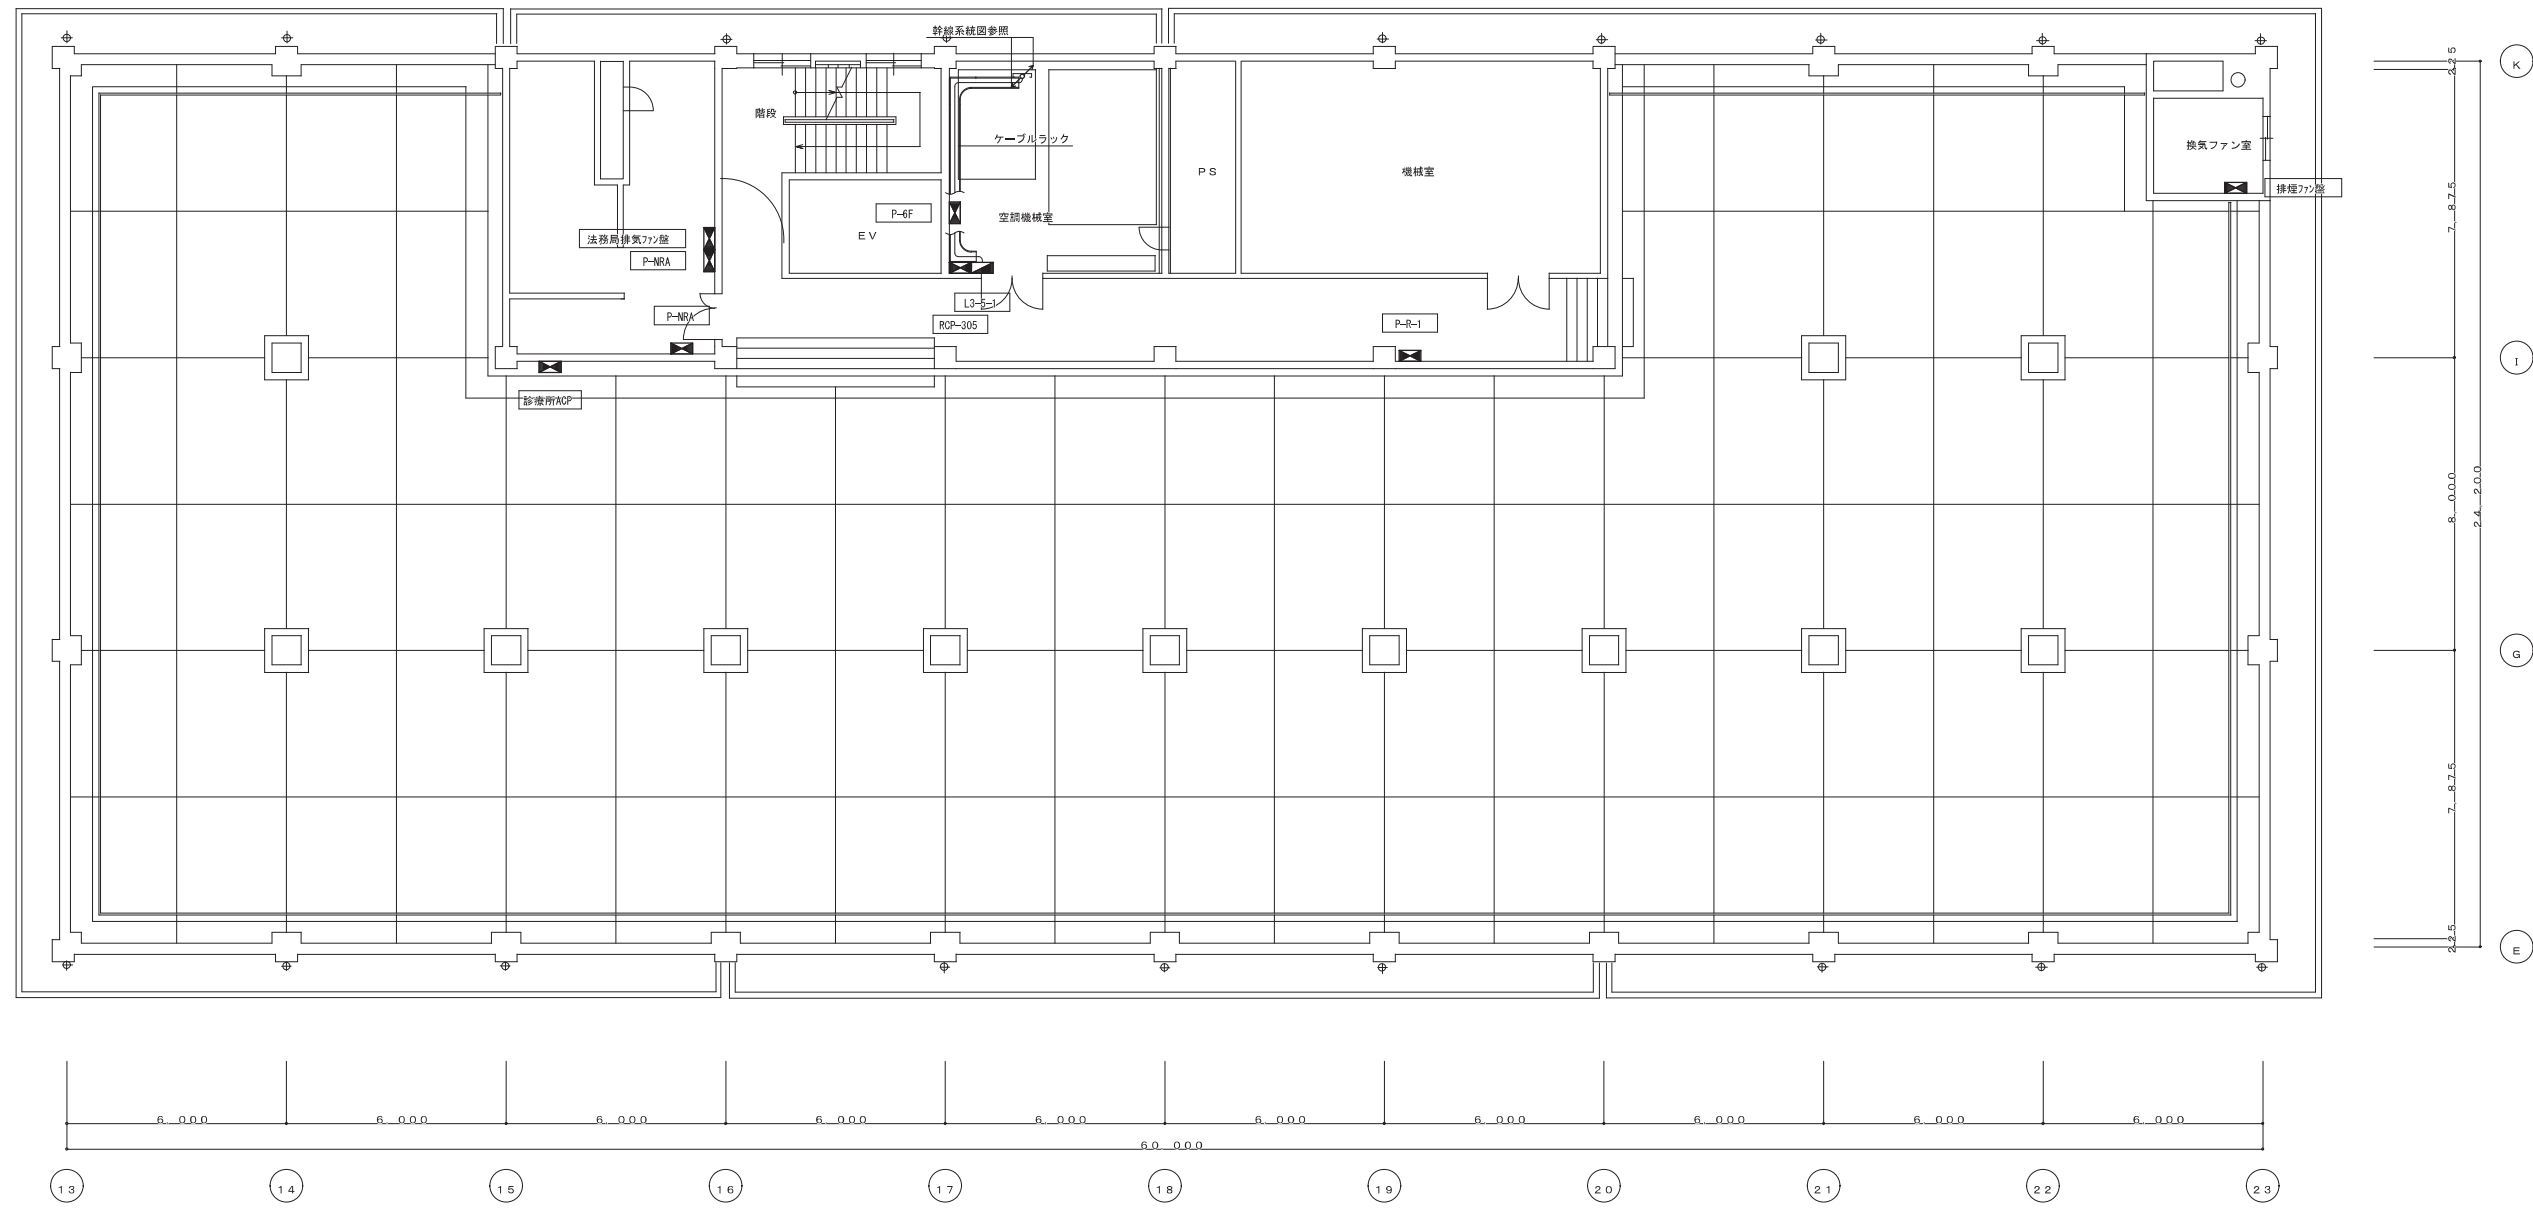 幹線系統図参照
階段
ケーブルラック
PS
機械室
換気ファン室
排煙ファン盤
P-6F
空調機械室
EV
法務局排気ファン盤
P-NRA
L3-5-1
P-NRA
RCP-305
P-R-1
診療所ACP
K
225
7,875
I
8,000
24,200
G
7,875
225
E
6,000
6,000
6,000
6,000
6,000
6,000
6,000
6,000
6,000
6,000
60,000
13
14
15
16
17
18
19
20
21
22
23